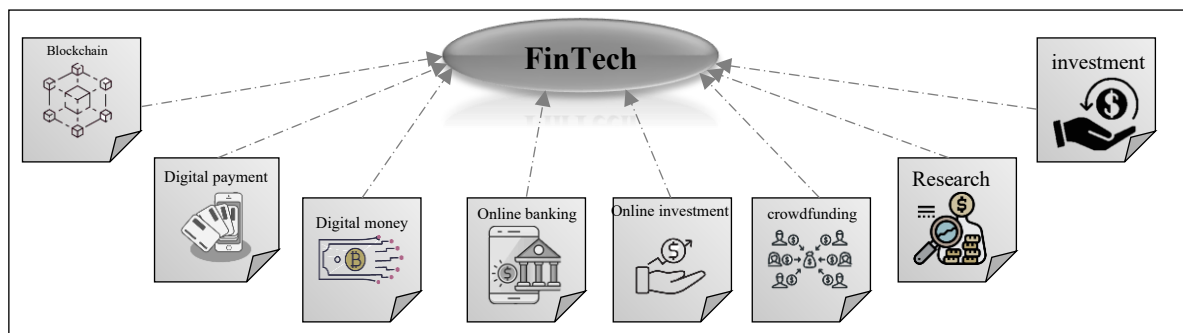 FinTech
Blockchain
investment
Digital payment
Research
Digital money
Online banking
Online investment
crowdfunding